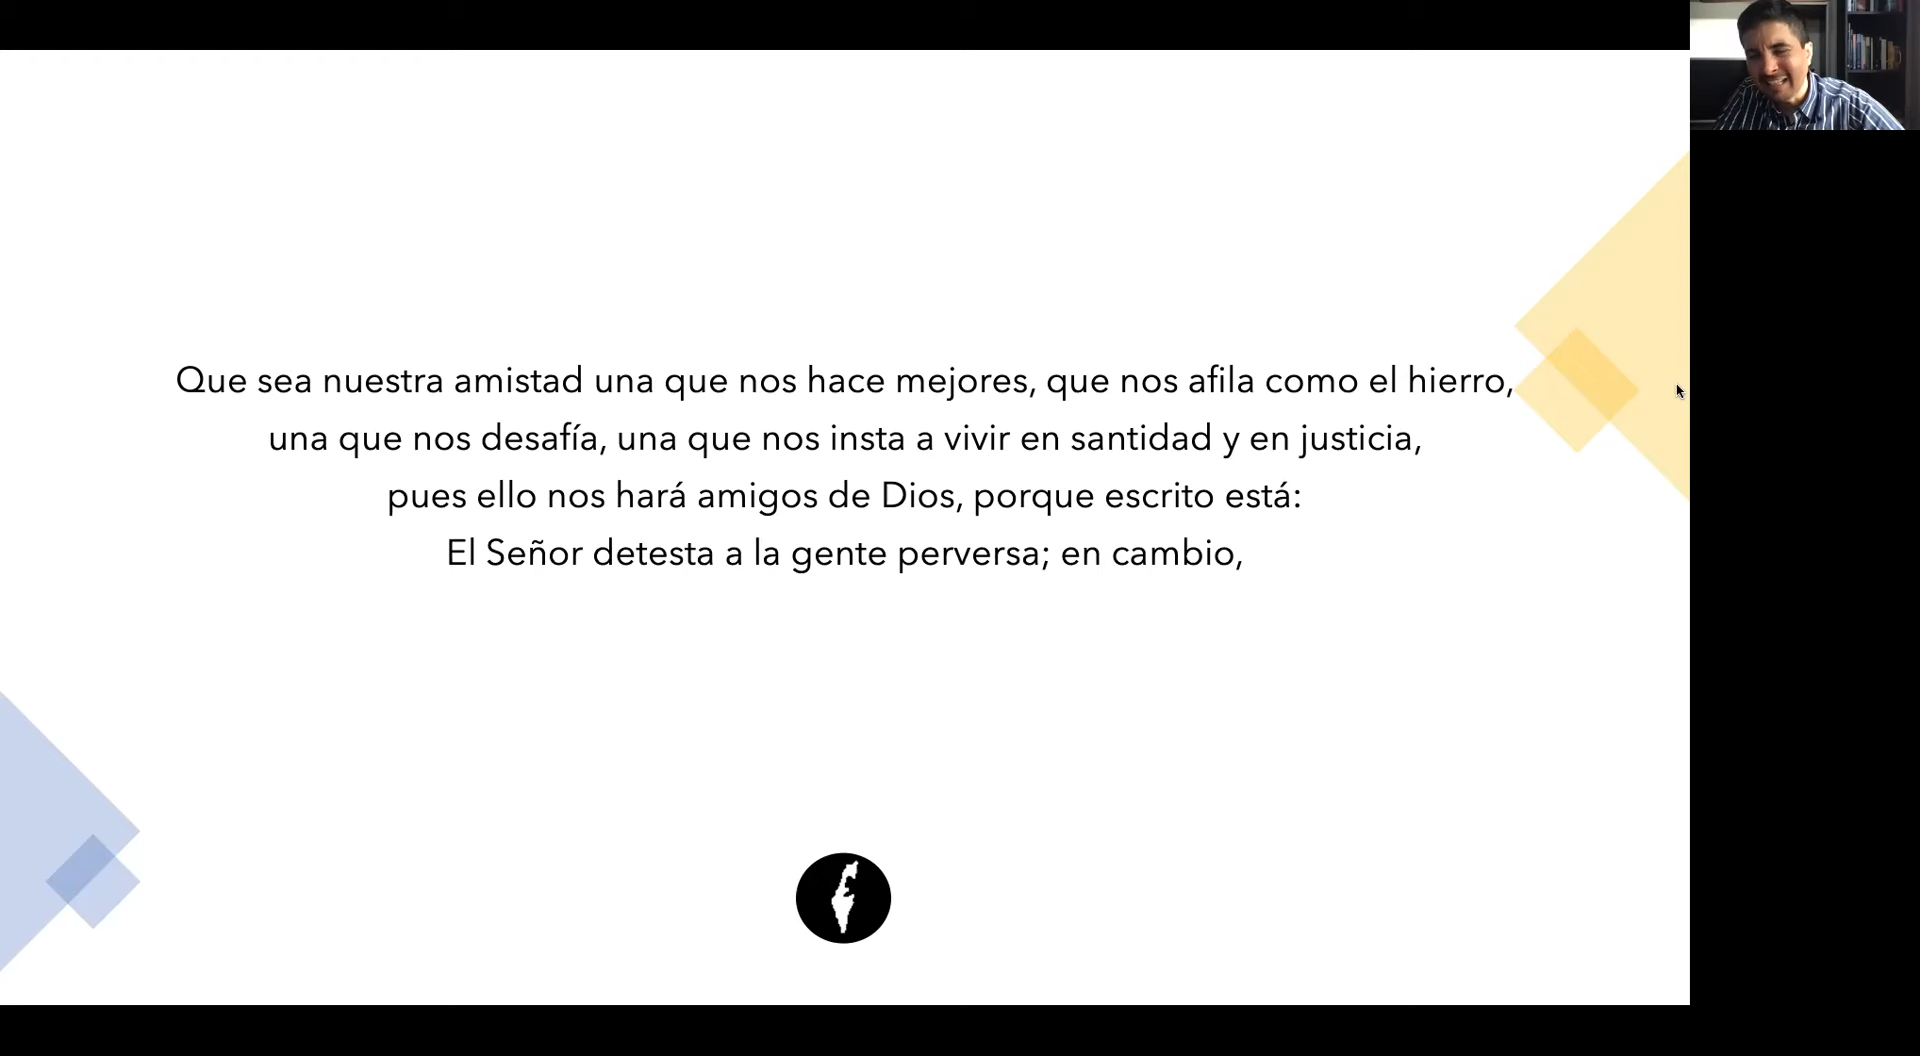 Que sea nuestra amistad una que nos hace mejores, que nos afila como el hierro,
una que nos desafía, una que nos insta a vivir en santidad y en justicia,
pues ello nos hará amigos de Dios, porque escrito está:
El Señor detesta a la gente perversa; en cambio,